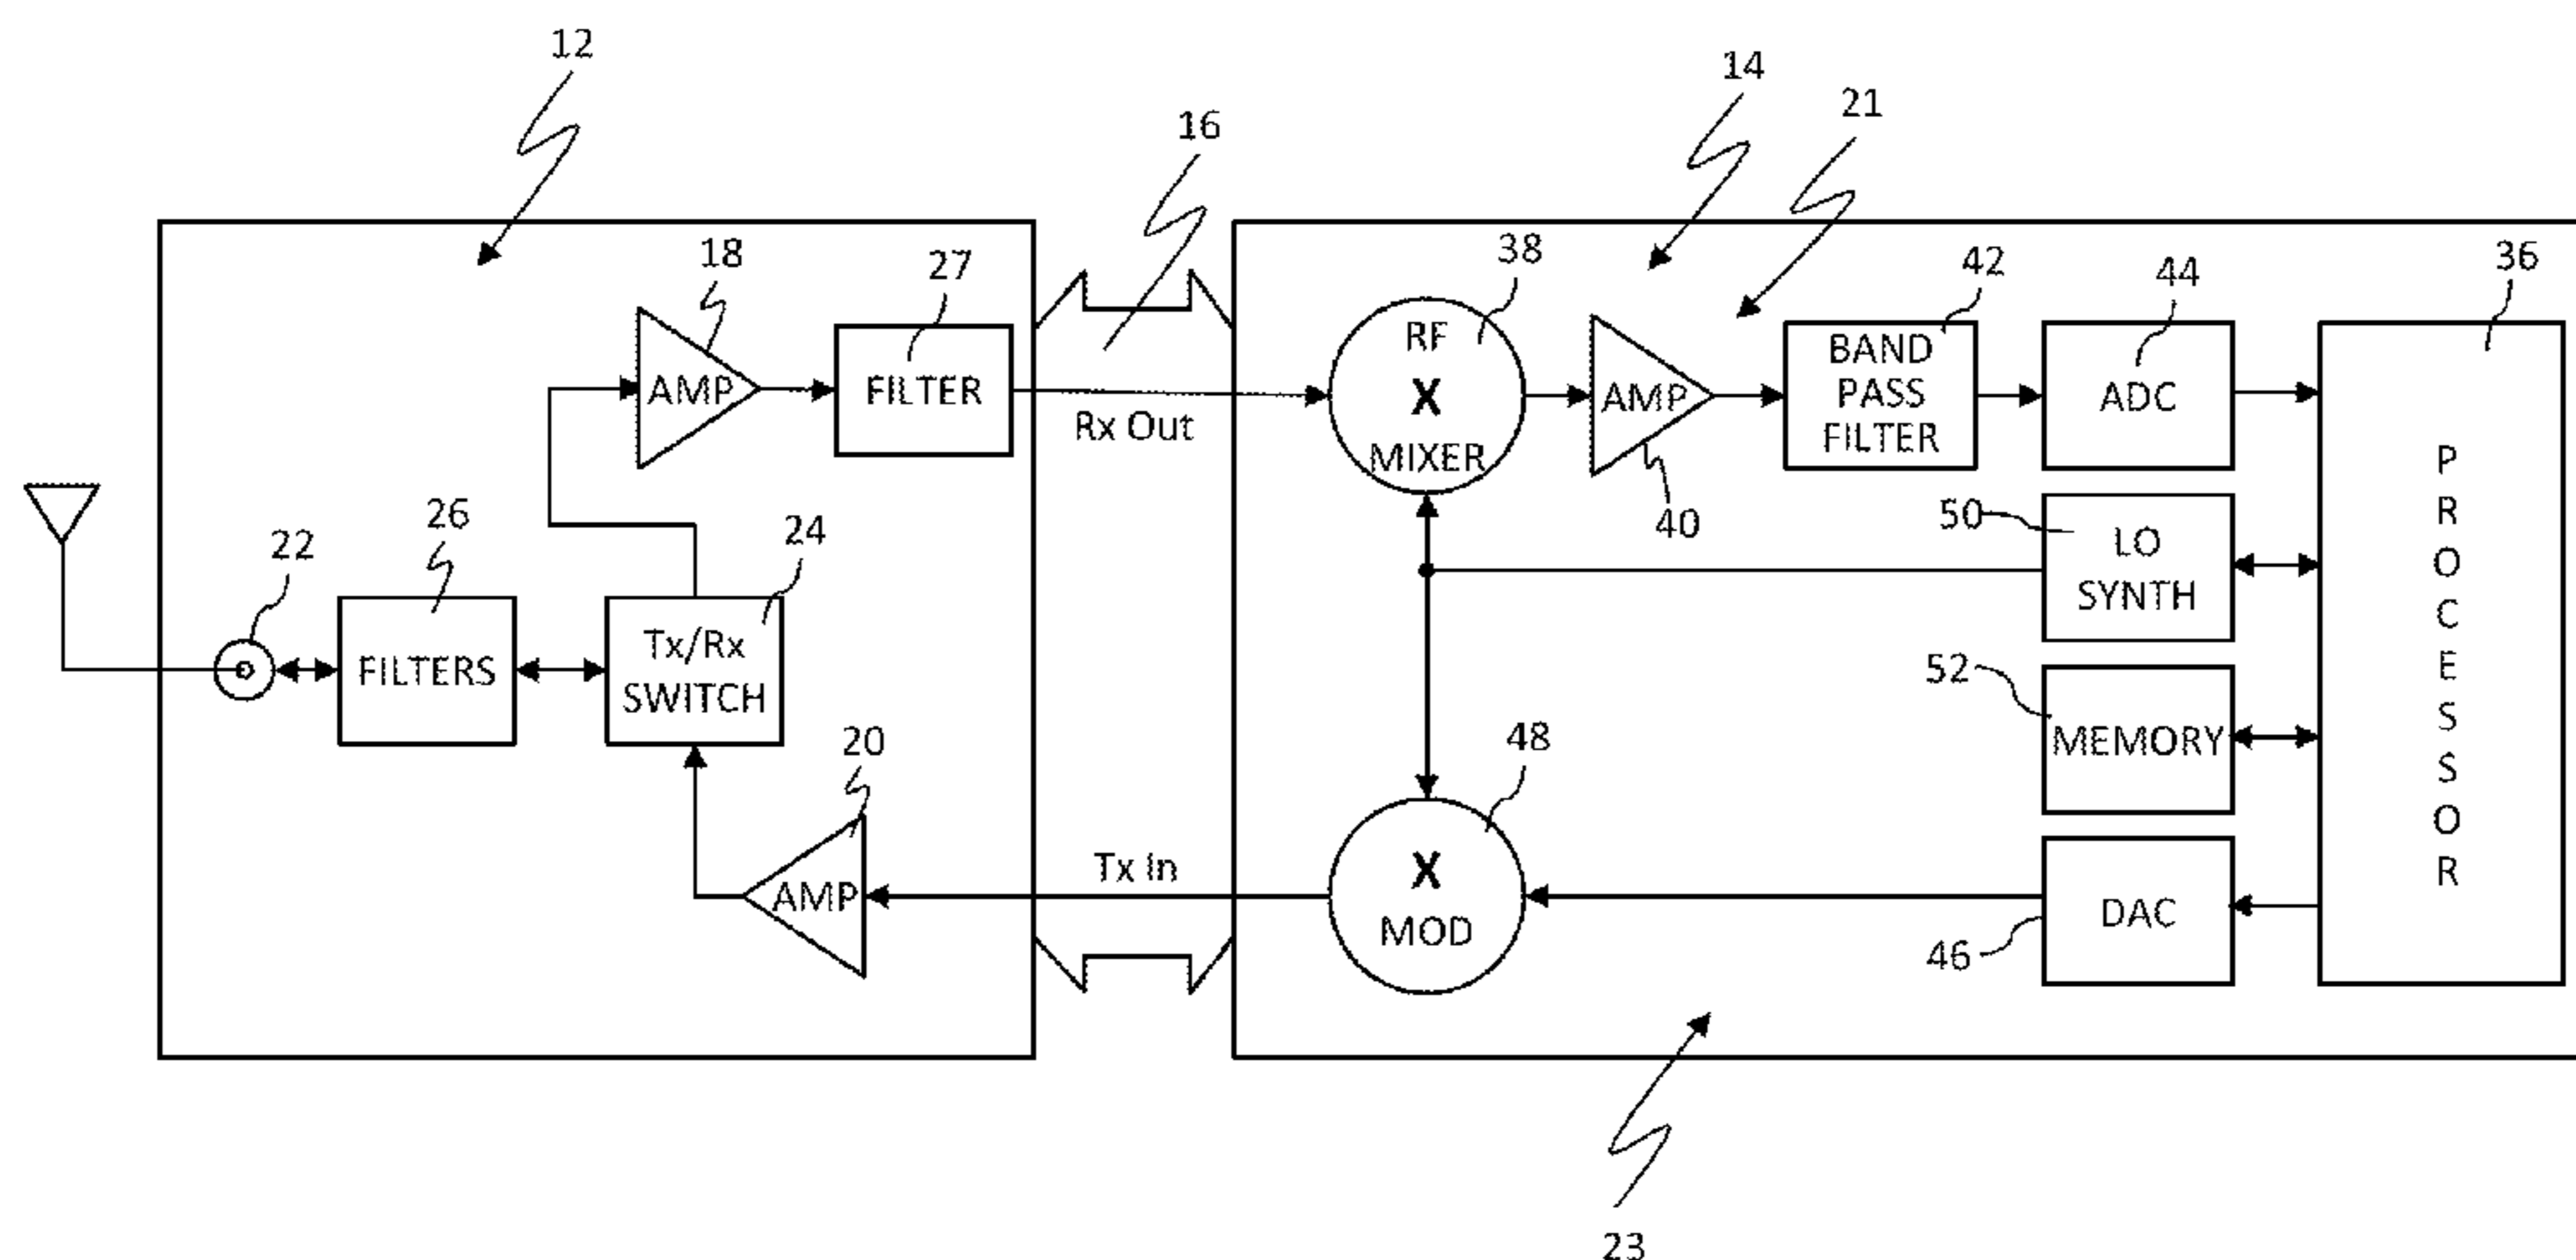 12
14
21
16
18
27
38
42
44
36
AMP
FILTER
Rx Out
RF
X
MIXER
AMP
40
BAND
PASS
FILTER
ADC
PROCESSOR
22
26
24
FILTERS
Tx/Rx
SWITCH
50
LO
SYNTH
52
MEMORY
20
AMP
Tx In
48
X
MOD
46
DAC
23